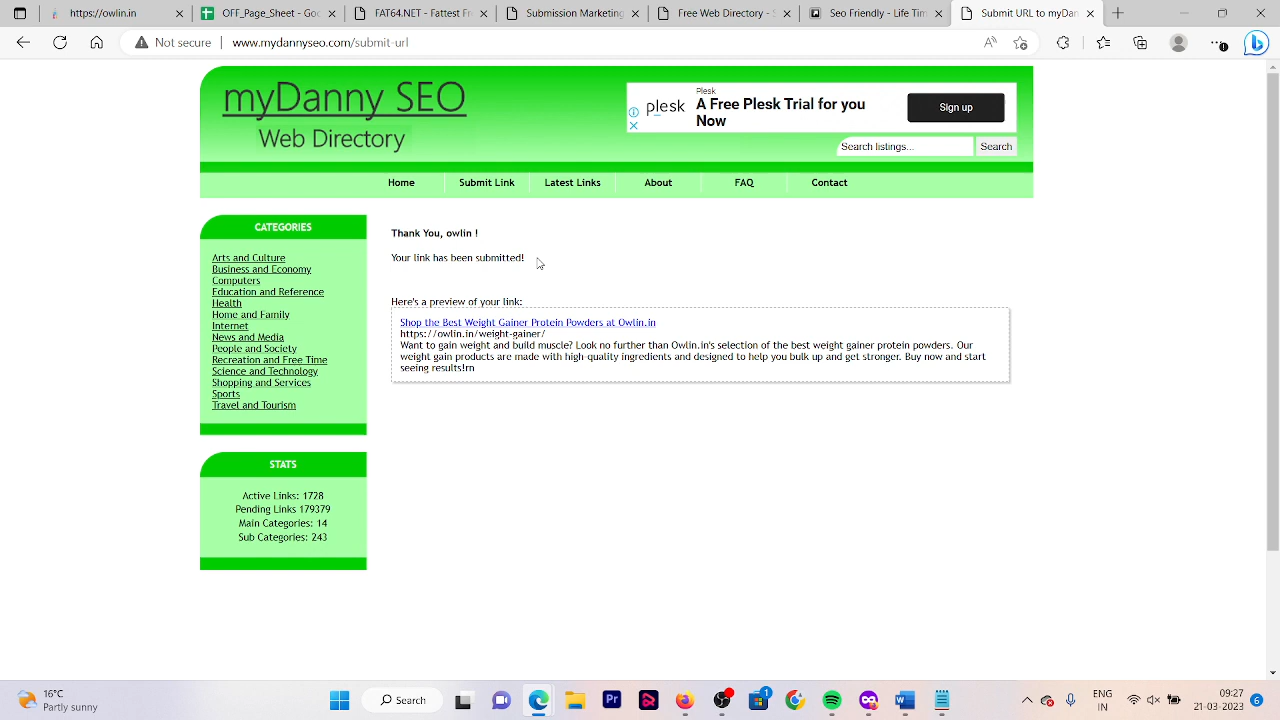 https://owlin
OFF_Page_Sheet - Go
FAT64.NET - Fattest Fr
Submission Marketing
Free Web Directory - S
Seo Friendly - Link Tim
Submit URL to myDan
Not secure
www.mydannyseo.com/submit-url
myDanny SEO
Web Directory
Plesk
plesk
A Free Plesk Trial for you
Now
Sign up
Search listings...
Search
Home
Submit Link
Latest Links
About
FAQ
Contact
CATEGORIES
Arts and Culture
Business and Economy
Computers
Education and Reference
Health
Home and Family
Internet
News and Media
People and Society
Recreation and Free Time
Science and Technology
Shopping and Services
Sports
Travel and Tourism
STATS
Active Links: 1728
Pending Links 179379
Main Categories: 14
Sub Categories: 243
Thank You, owlin !
Your link has been submitted!
Here's a preview of your link:
Shop the Best Weight Gainer Protein Powders at Owlin.in
https://owlin.in/weight-gainer/
Want to gain weight and build muscle? Look no further than Owlin.in's selection of the best weight gainer protein powders. Our
weight gain products are made with high-quality ingredients and designed to help you bulk up and get stronger. Buy now and start
seeing results!rn
16°C
Partly sunny
Search
ENG
IN
09:27
21-03-2023
6